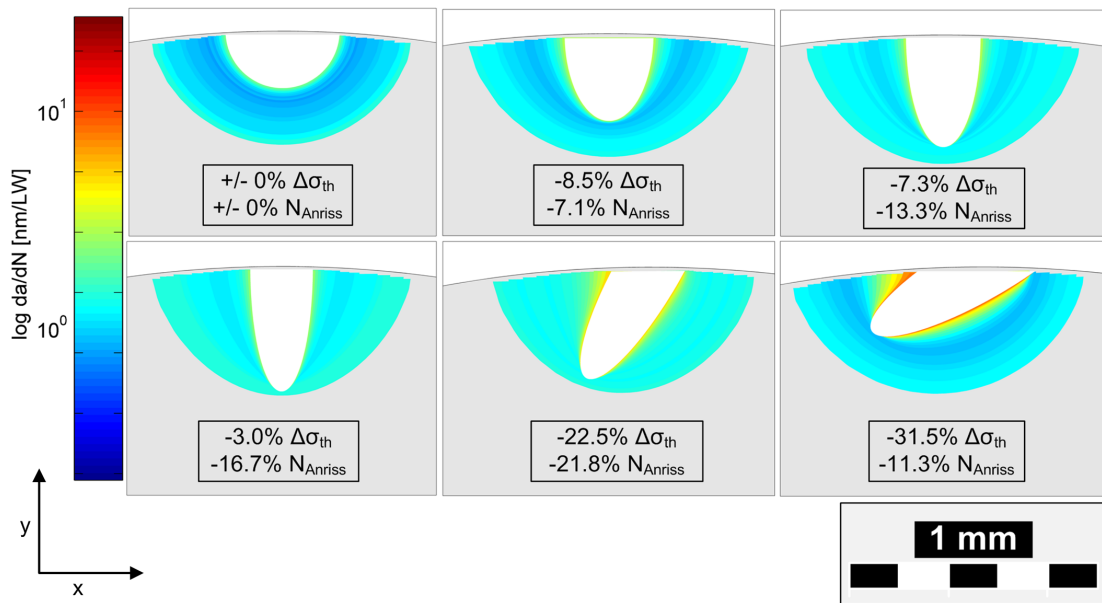 log da/dN [nm/LW]
10¹
10⁰
+/- 0% Δσth
+/- 0% NAnriss
-8.5% Δσth
-7.1% NAnriss
-7.3% Δσth
-13.3% NAnriss
-3.0% Δσth
-16.7% NAnriss
-22.5% Δσth
-21.8% NAnriss
-31.5% Δσth
-11.3% NAnriss
y
x
1 mm